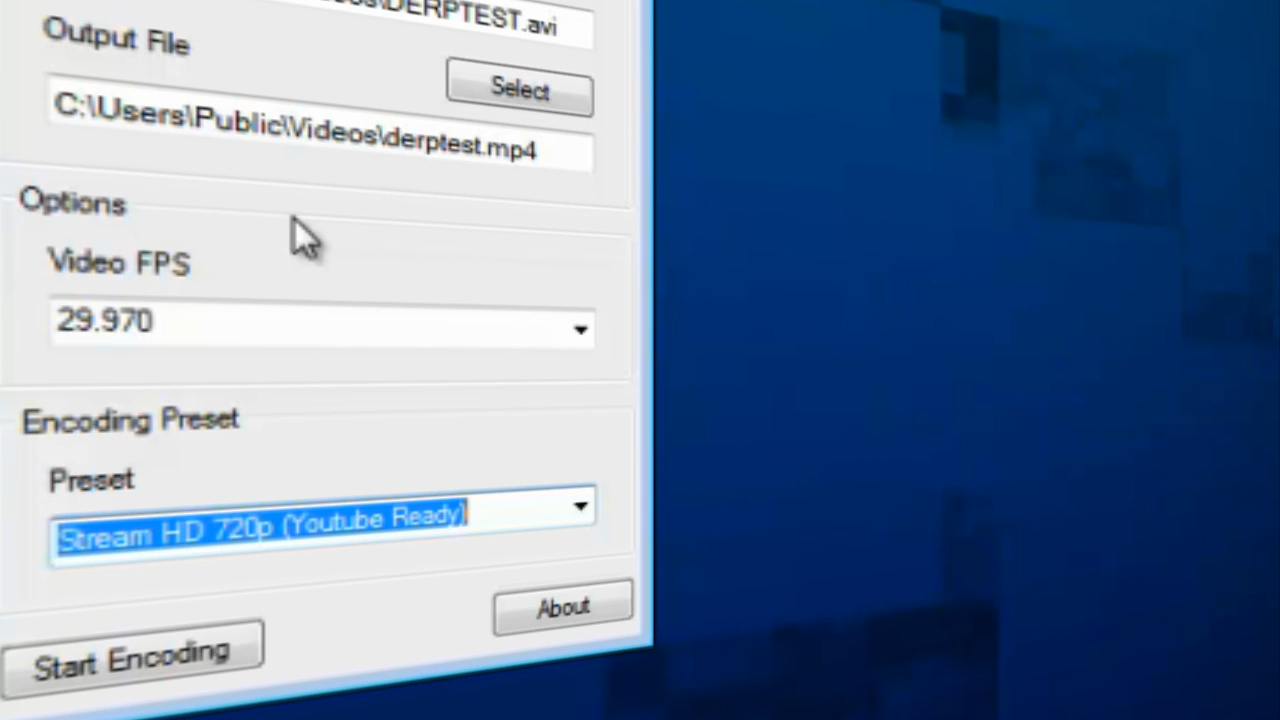 DERPTEST.avi
Output File
Select
C:\Users\Public\Videos\derptest.mp4
Options
Video FPS
29.970
Encoding Preset
Preset
Stream HD 720p (Youtube Ready)
About
Start Encoding